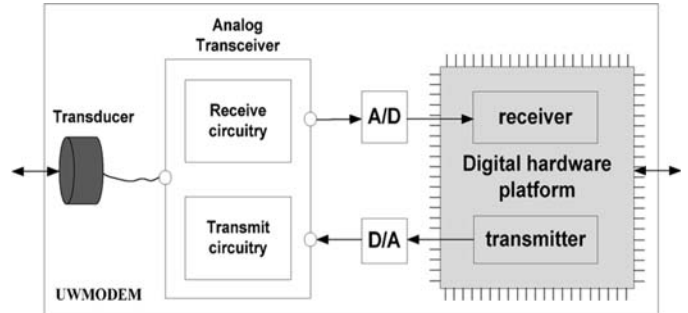 Analog
Transceiver
Transducer
Receive
circuitry
A/D
receiver
Digital hardware
platform
Transmit
circuitry
D/A
transmitter
UWMODEM